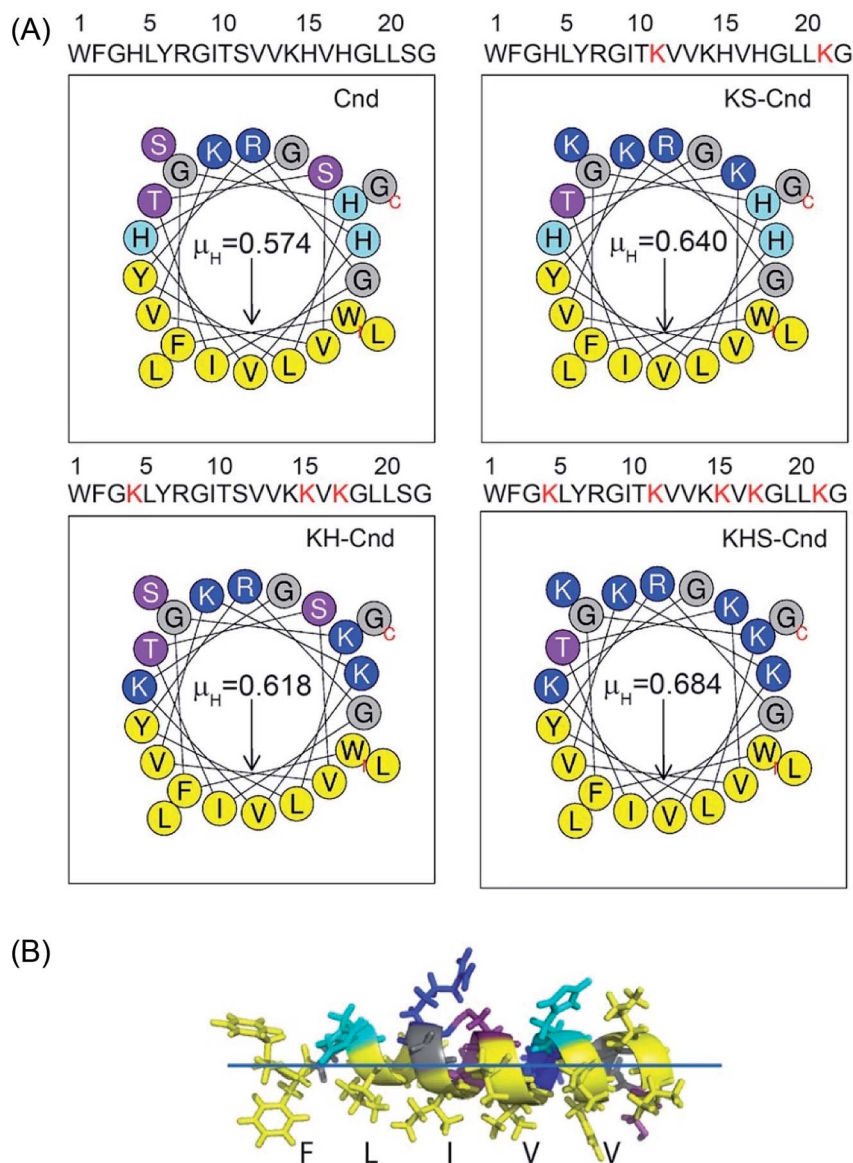 (A)
1 5 10 15 20
WFGHLYRGITSVVKHVHGLLSG
Cnd
S K R G
G S
T H G C
H H
μH=0.574
Y G
V W L
F V
L I V L
1 5 10 15 20
WFGHLYRGITKVVKHVHGLLKG
KS-Cnd
K K R G
G K
T H G C
H H
μH=0.640
Y G
V W L
F V
L I V L
1 5 10 15 20
WFGKLYRGITSVVKKVKGLLSG
KH-Cnd
S K R G
G S
T K G C
K K
μH=0.618
Y G
V W L
F V
L I V L
1 5 10 15 20
WFGKLYRGITKVVKKVKGLLKG
KHS-Cnd
K K R G
G K
T K G C
K K
μH=0.684
Y G
V W L
F V
L I V L
(B)
F L I V V